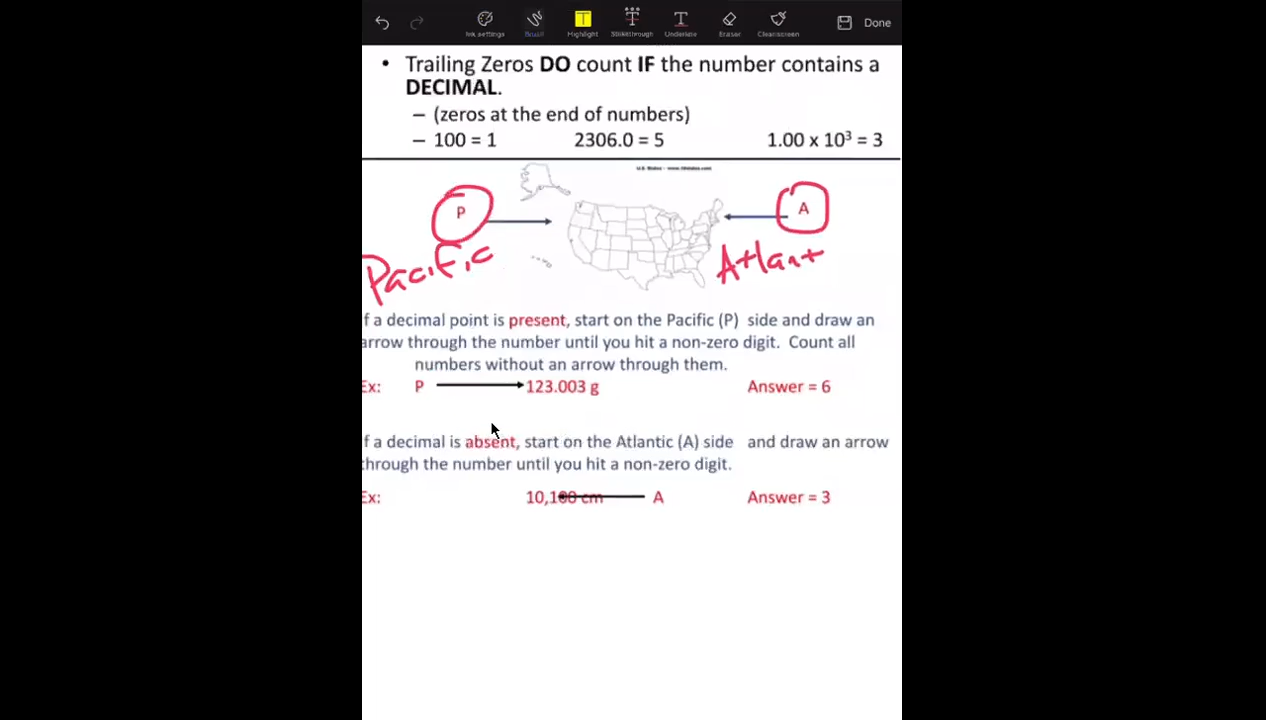 Ink settings Brush Highlight Strikethrough Underline Eraser Clearscreen Done
• Trailing Zeros DO count IF the number contains a
DECIMAL.
– (zeros at the end of numbers)
– 100 = 1 2306.0 = 5 1.00 x 10³ = 3
P A
Pacific Atlant
f a decimal point is present, start on the Pacific (P) side and draw an
arrow through the number until you hit a non-zero digit. Count all
numbers without an arrow through them.
Ex: P 123.003 g Answer = 6
f a decimal is absent, start on the Atlantic (A) side and draw an arrow
through the number until you hit a non-zero digit.
Ex: 10,100 cm A Answer = 3